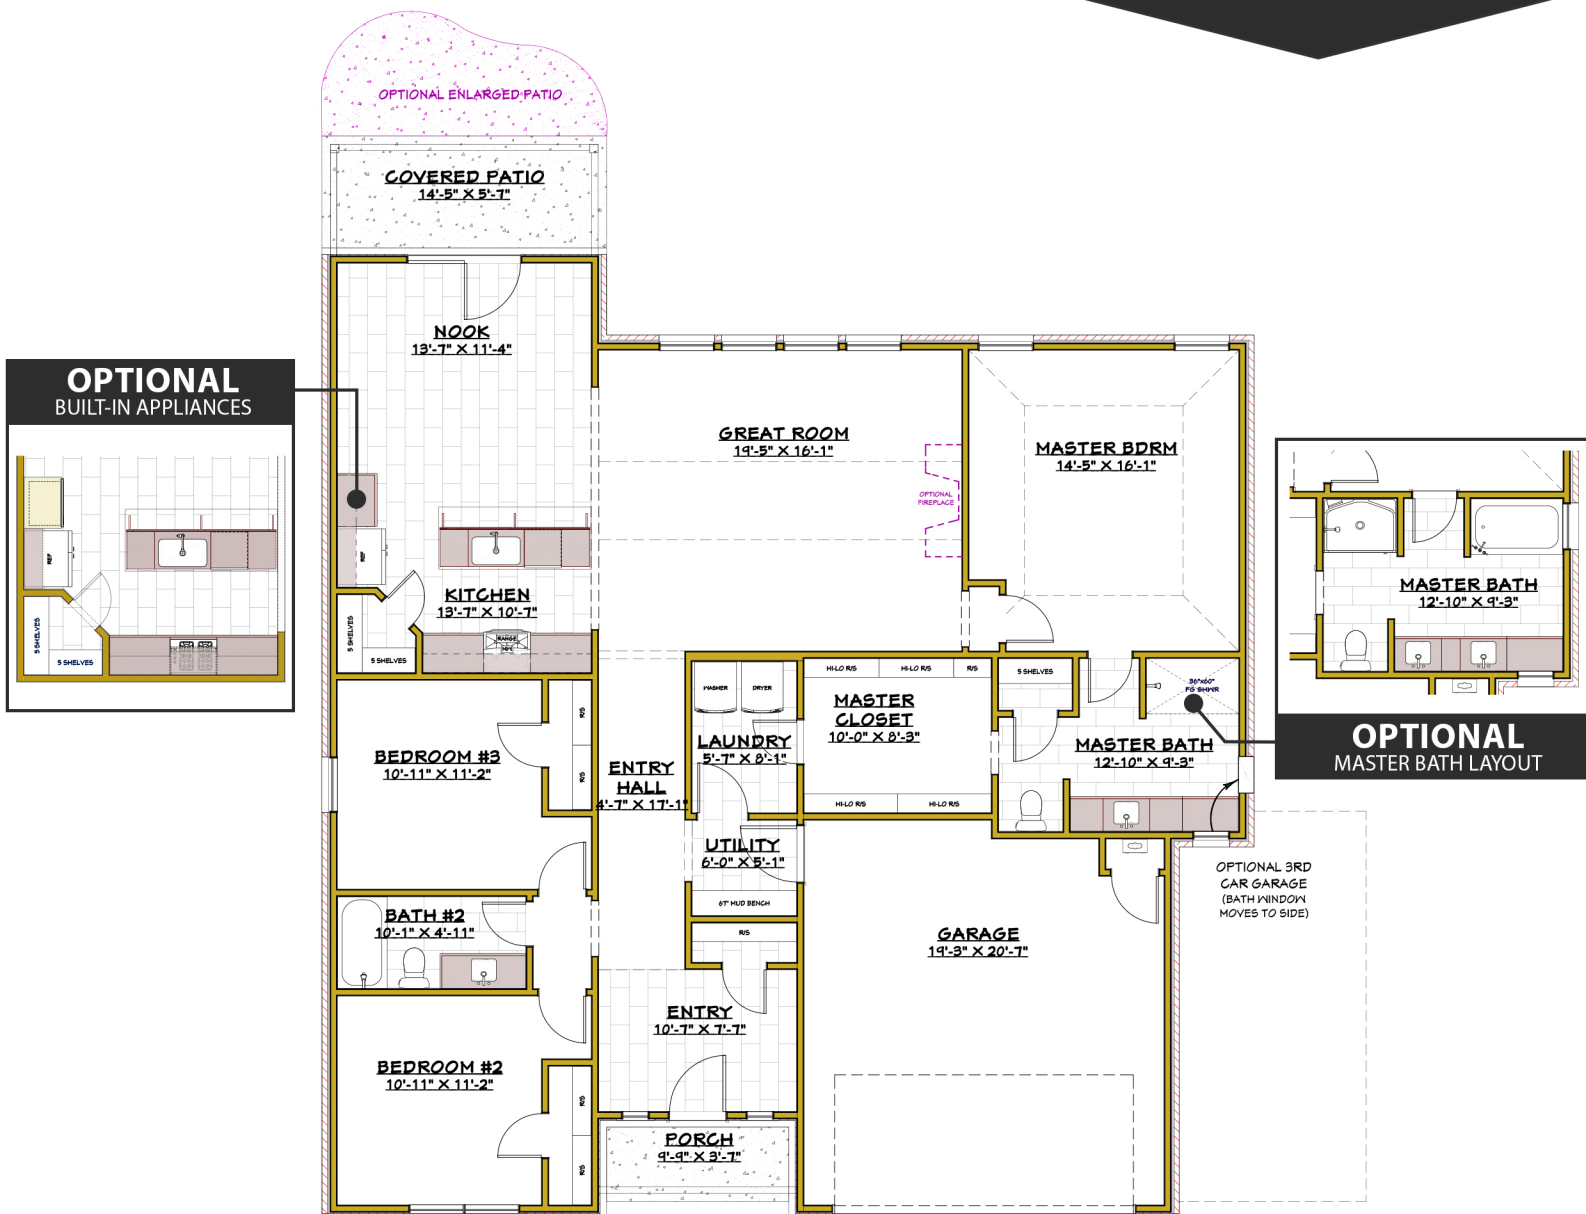 OPTIONAL ENLARGED PATIO
COVERED PATIO
14'-5" X 5'-7"
NOOK
13'-7" X 11'-4"
OPTIONAL
BUILT-IN APPLIANCES
REF
5 SHELVES
5 SHELVES
GREAT ROOM
19'-5" X 16'-1"
OPTIONAL
FIREPLACE
MASTER BDRM
14'-5" X 16'-1"
MASTER BATH
12'-10" X 9'-3"
OPTIONAL
MASTER BATH LAYOUT
REF
KITCHEN
13'-7" X 10'-7"
RANGE
5 SHELVES
5 SHELVES
WASHER
DRYER
HI-LO R/S
HI-LO R/S
R/S
MASTER
CLOSET
10'-0" X 8'-3"
HI-LO R/S
HI-LO R/S
5 SHELVES
36"x60"
FG SHWR
MASTER BATH
12'-10" X 9'-3"
LAUNDRY
5'-7" X 8'-1"
BEDROOM #3
10'-11" X 11'-2"
R/S
R/S
ENTRY
HALL
4'-7" X 17'-1"
UTILITY
6'-0" X 5'-1"
67" MUD BENCH
R/S
OPTIONAL 3RD
CAR GARAGE
(BATH WINDOW
MOVES TO SIDE)
BATH #2
10'-1" X 4'-11"
GARAGE
19'-3" X 20'-7"
ENTRY
10'-7" X 7'-7"
BEDROOM #2
10'-11" X 11'-2"
R/S
R/S
PORCH
9'-9" X 3'-7"